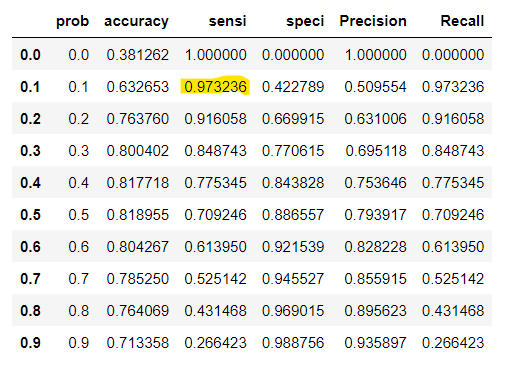 prob accuracy sensi speci Precision Recall
0.0 0.0 0.381262 1.000000 0.000000 1.000000 0.000000
0.1 0.1 0.632653 0.973236 0.422789 0.509554 0.973236
0.2 0.2 0.763760 0.916058 0.669915 0.631006 0.916058
0.3 0.3 0.800402 0.848743 0.770615 0.695118 0.848743
0.4 0.4 0.817718 0.775345 0.843828 0.753646 0.775345
0.5 0.5 0.818955 0.709246 0.886557 0.793917 0.709246
0.6 0.6 0.804267 0.613950 0.921539 0.828228 0.613950
0.7 0.7 0.785250 0.525142 0.945527 0.855915 0.525142
0.8 0.8 0.764069 0.431468 0.969015 0.895623 0.431468
0.9 0.9 0.713358 0.266423 0.988756 0.935897 0.266423